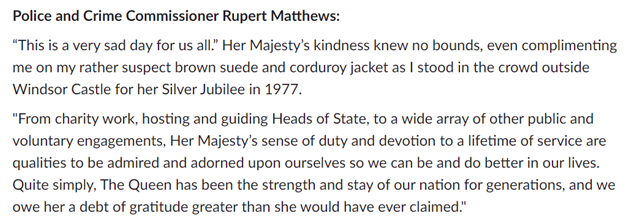 Police and Crime Commissioner Rupert Matthews:
“This is a very sad day for us all.” Her Majesty’s kindness knew no bounds, even complimenting
me on my rather suspect brown suede and corduroy jacket as I stood in the crowd outside
Windsor Castle for her Silver Jubilee in 1977.
"From charity work, hosting and guiding Heads of State, to a wide array of other public and
voluntary engagements, Her Majesty’s sense of duty and devotion to a lifetime of service are
qualities to be admired and adorned upon ourselves so we can be and do better in our lives.
Quite simply, The Queen has been the strength and stay of our nation for generations, and we
owe her a debt of gratitude greater than she would have ever claimed."